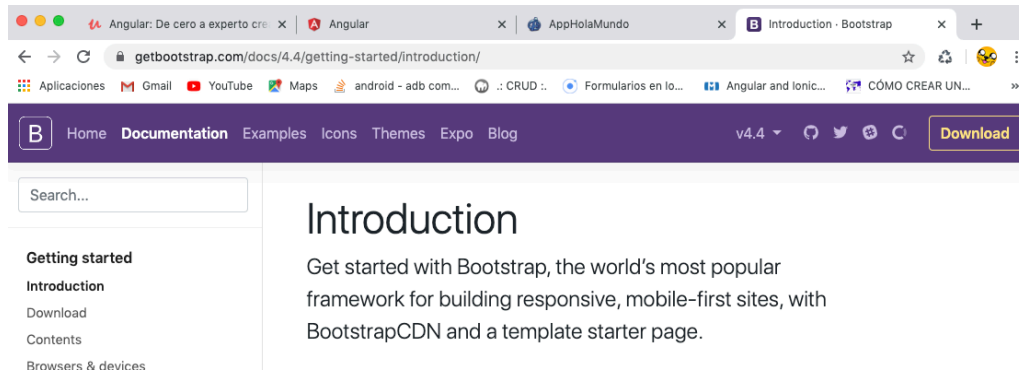 Angular: De cero a experto cre
Angular
AppHolaMundo
Introduction · Bootstrap
getbootstrap.com/docs/4.4/getting-started/introduction/
Aplicaciones
Gmail
YouTube
Maps
android - adb com...
.: CRUD :.
Formularios en lo...
Angular and Ionic...
CÓMO CREAR UN...
B Home Documentation Examples Icons Themes Expo Blog v4.4 Download
Search...
Introduction
Getting started
Introduction
Download
Contents
Browsers & devices
Get started with Bootstrap, the world's most popular
framework for building responsive, mobile-first sites, with
BootstrapCDN and a template starter page.